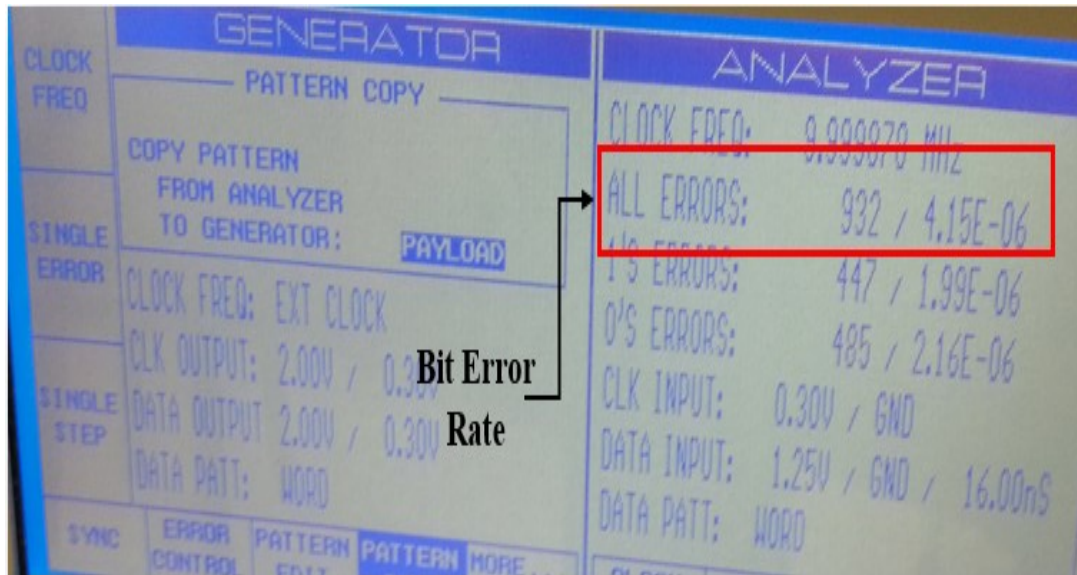 GENERATOR
CLOCK
FREQ
PATTERN COPY
COPY PATTERN
FROM ANALYZER
TO GENERATOR: PAYLOAD
SINGLE
ERROR
CLOCK FREQ: EXT CLOCK
CLK OUTPUT: 2.00V /
DATA OUTPUT 2.00V / 0.30V
DATA PATT: WORD
SINGLE
STEP
SYNC
ERROR
CONTROL
PATTERN
EDIT
PATTERN
MORE...
ANALYZER
CLOCK FREQ: 9.999870 MHz
ALL ERRORS: 932 / 4.15E-06
1'S ERRORS: 447 / 1.99E-06
0'S ERRORS: 485 / 2.16E-06
CLK INPUT: 0.30V / GND
DATA INPUT: 1.25V / GND / 16.00nS
DATA PATT: WORD
Bit Error
Rate